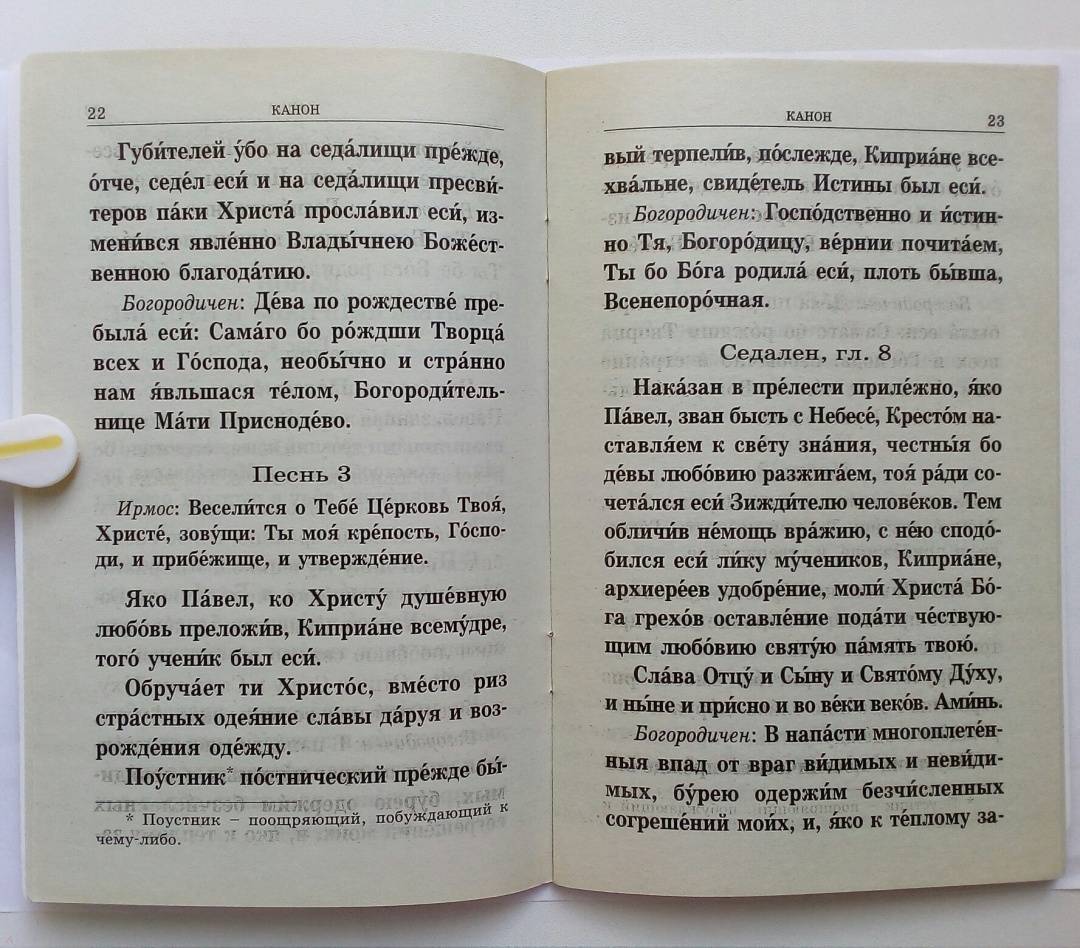 22
КАНОН
Губи́телей у́бо на седа́лищи пре́жде,
о́тче, седе́л еси́ и на седа́лищи пресви́-
теров па́ки Христа́ просла́вил еси́, из-
мени́вся явле́нно Влады́чнею Боже́ст-
венною благода́тию.
Богородичен: Де́ва по рождестве́ пре-
была́ еси́: Сама́го бо ро́ждши Творца́
всех и Го́спода, необы́чно и стра́нно
нам я́вльшася те́лом, Богороди́тель-
нице Ма́ти Присноде́во.
Песнь 3
Ирмос: Весели́тся о Тебе́ Це́рковь Твоя́,
Христе́, зову́щи: Ты моя́ кре́пость, Го́спо-
ди, и прибе́жище, и утвержде́ние.
Яко Па́вел, ко Христу́ душе́вную
любо́вь преложи́в, Киприа́не всему́дре,
того́ учени́к был еси́.
Обруча́ет ти Христо́с, вме́сто риз
стра́стных одея́ние сла́вы да́руя и воз-
рожде́ния оде́жду.
Поу́стник* по́стнический пре́жде бы́-
* Поустник – поощряющий, побуждающий к
чему-либо.
КАНОН
23
вый терпели́в, по́слежде, Киприа́не все-
хва́льне, свиде́тель Истины был еси́.
Богородичен: Госпо́дственно и и́стин-
но Тя, Богоро́дицу, ве́рнии почита́ем,
Ты бо Бо́га родила́ еси́, плоть бы́вша,
Всенепоро́чная.
Седален, гл. 8
Нака́зан в пре́лести приле́жно, я́ко
Па́вел, зван бысть с Небесе́, Кресто́м на-
ставля́ем к све́ту зна́ния, честны́я бо
де́вы любо́вию разжига́ем, тоя́ ра́ди со-
чета́лся еси́ Зижди́телю челове́ков. Тем
обличи́в не́мощь вра́жию, с не́ю сподо́-
бился еси́ ли́ку му́чеников, Киприа́не,
архиере́ев удобре́ние, моли́ Христа́ Бо́-
га грехо́в оставле́ние пода́ти че́ствую-
щим любо́вию святу́ю па́мять твою́.
Сла́ва Отцу́ и Сы́ну и Свято́му Ду́ху,
и ны́не и при́сно и во ве́ки веко́в. Ами́нь.
Богородичен: В напа́сти многоплете́н-
ныя впад от враг ви́димых и неви́ди-
мых, бу́рею одержи́м безчи́сленных
согреше́ний мои́х, и, я́ко к те́плому за-